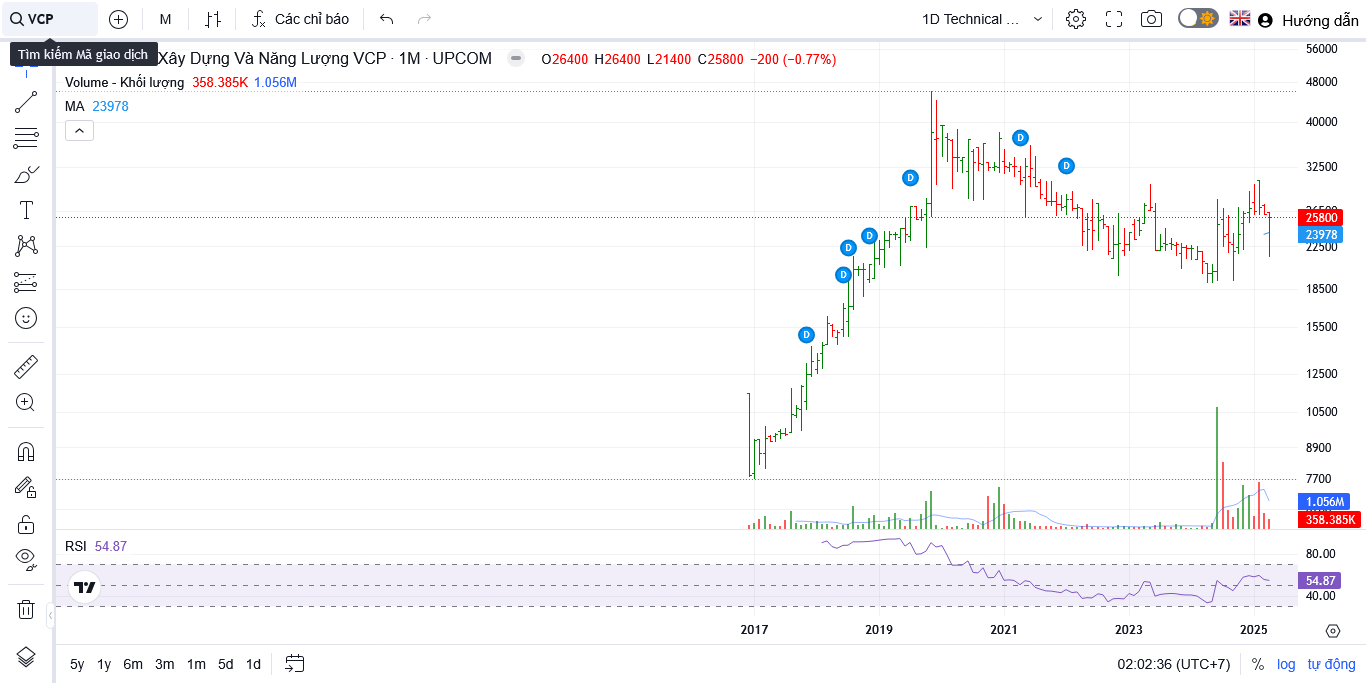 VCP M Các chỉ báo 1D Technical ... Hướng dẫn
Tìm kiếm Mã giao dịch Xây Dựng Và Năng Lượng VCP · 1M · UPCOM O26400 H26400 L21400 C25800 −200 (−0.77%)
Volume - Khối lượng 358.385K 1.056M
MA 23978
56000
48000
40000
32500
25800
23978
22500
18500
15500
12500
10500
8900
7700
1.056M
358.385K
D
D
D
D
D
D
D
RSI 54.87
80.00
54.87
40.00
2017 2019 2021 2023 2025
5y 1y 6m 3m 1m 5d 1d 02:02:36 (UTC+7) % log tự động